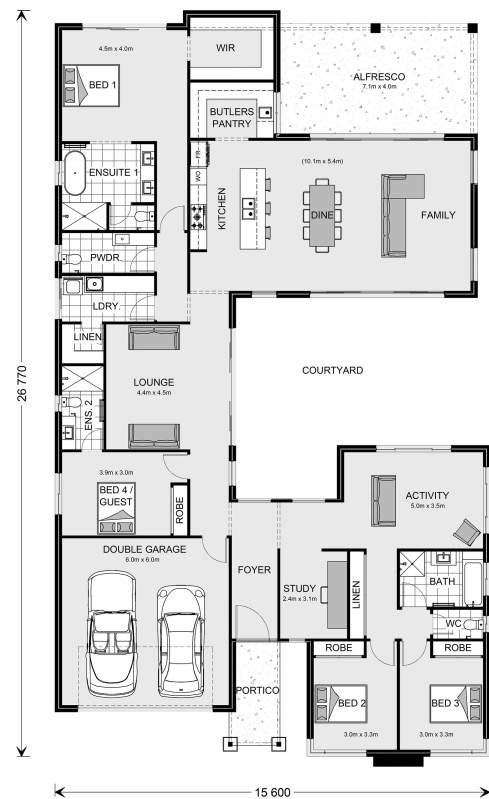 4.5m x 4.0m
WIR
BED 1
ALFRESCO
7.1m x 4.0m
BUTLERS
PANTRY
ENSUITE 1
FR
WO
(10.1m x 5.4m)
KITCHEN
DINE
FAMILY
PWDR.
LDRY.
LINEN
LOUNGE
4.4m x 4.5m
COURTYARD
ENS. 2
26 770
3.9m x 3.0m
BED 4 /
GUEST
ROBE
ACTIVITY
5.0m x 3.5m
DOUBLE GARAGE
6.0m x 6.0m
FOYER
STUDY
2.4m x 3.1m
LINEN
BATH
WC
ROBE
ROBE
PORTICO
BED 2
BED 3
3.0m x 3.3m
3.0m x 3.3m
15 600